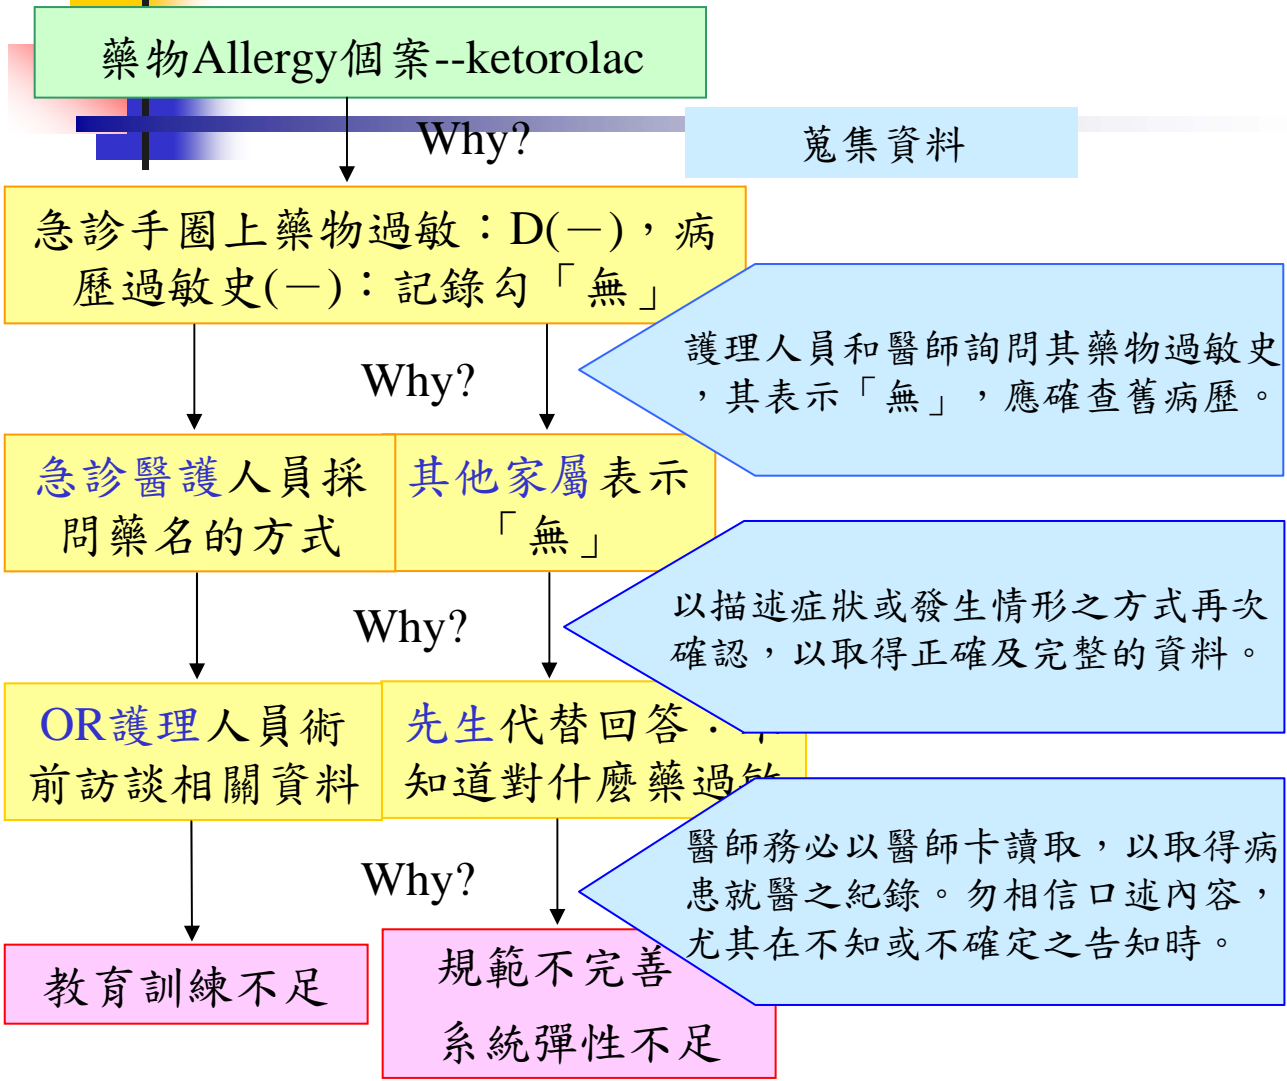 藥物Allergy個案--ketorolac
Why?
蒐集資料
急診手圈上藥物過敏：D(－)，病
歷過敏史(－)：記錄勾「無」
Why?
護理人員和醫師詢問其藥物過敏史
，其表示「無」，應確查舊病歷。
急診醫護人員採
問藥名的方式
其他家屬表示
「無」
Why?
以描述症狀或發生情形之方式再次
確認，以取得正確及完整的資料。
OR護理人員術
前訪談相關資料
先生代替回答：
知道對什麼藥過敏
Why?
醫師務必以醫師卡讀取，以取得病
患就醫之紀錄。勿相信口述內容，
尤其在不知或不確定之告知時。
教育訓練不足
規範不完善
系統彈性不足